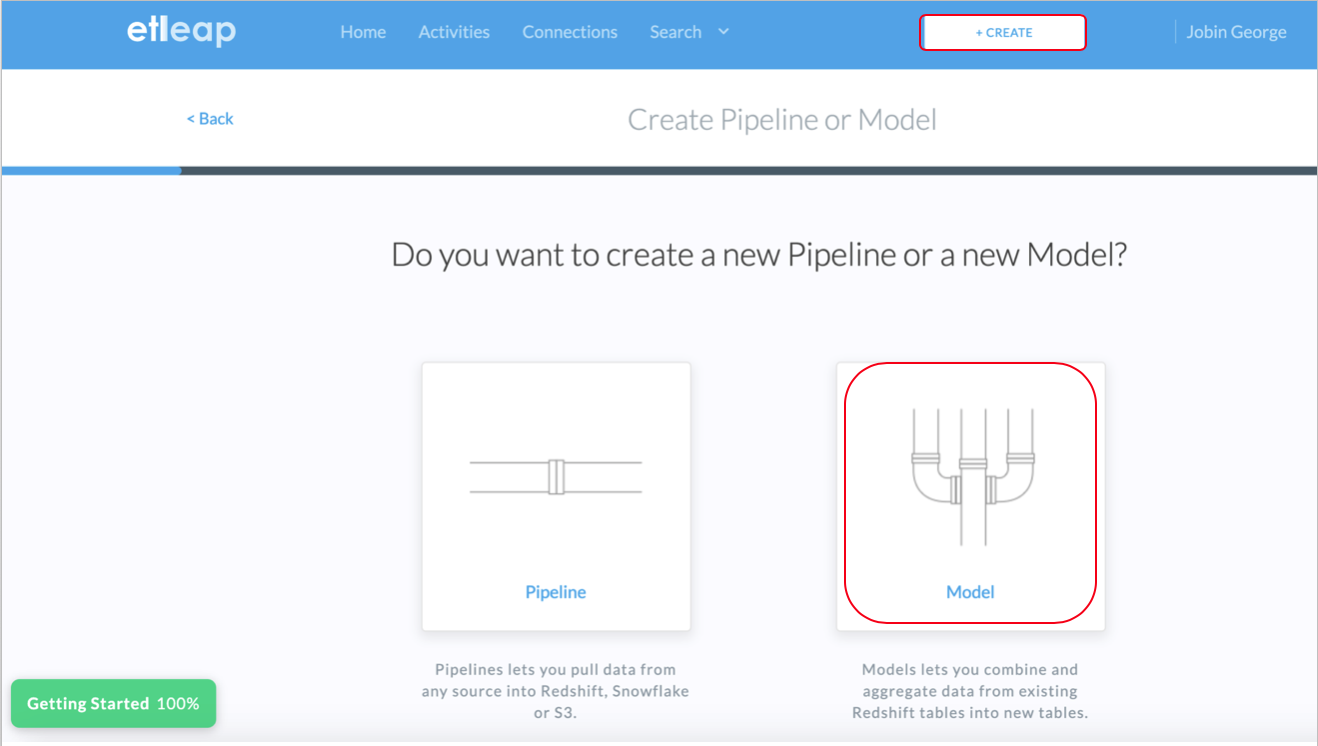 etleap
Home
Activities
Connections
Search
+ CREATE
Jobin George
< Back
Create Pipeline or Model
Do you want to create a new Pipeline or a new Model?
Pipeline
Pipelines lets you pull data from
any source into Redshift, Snowflake
or S3.
Model
Models lets you combine and
aggregate data from existing
Redshift tables into new tables.
Getting Started 100%